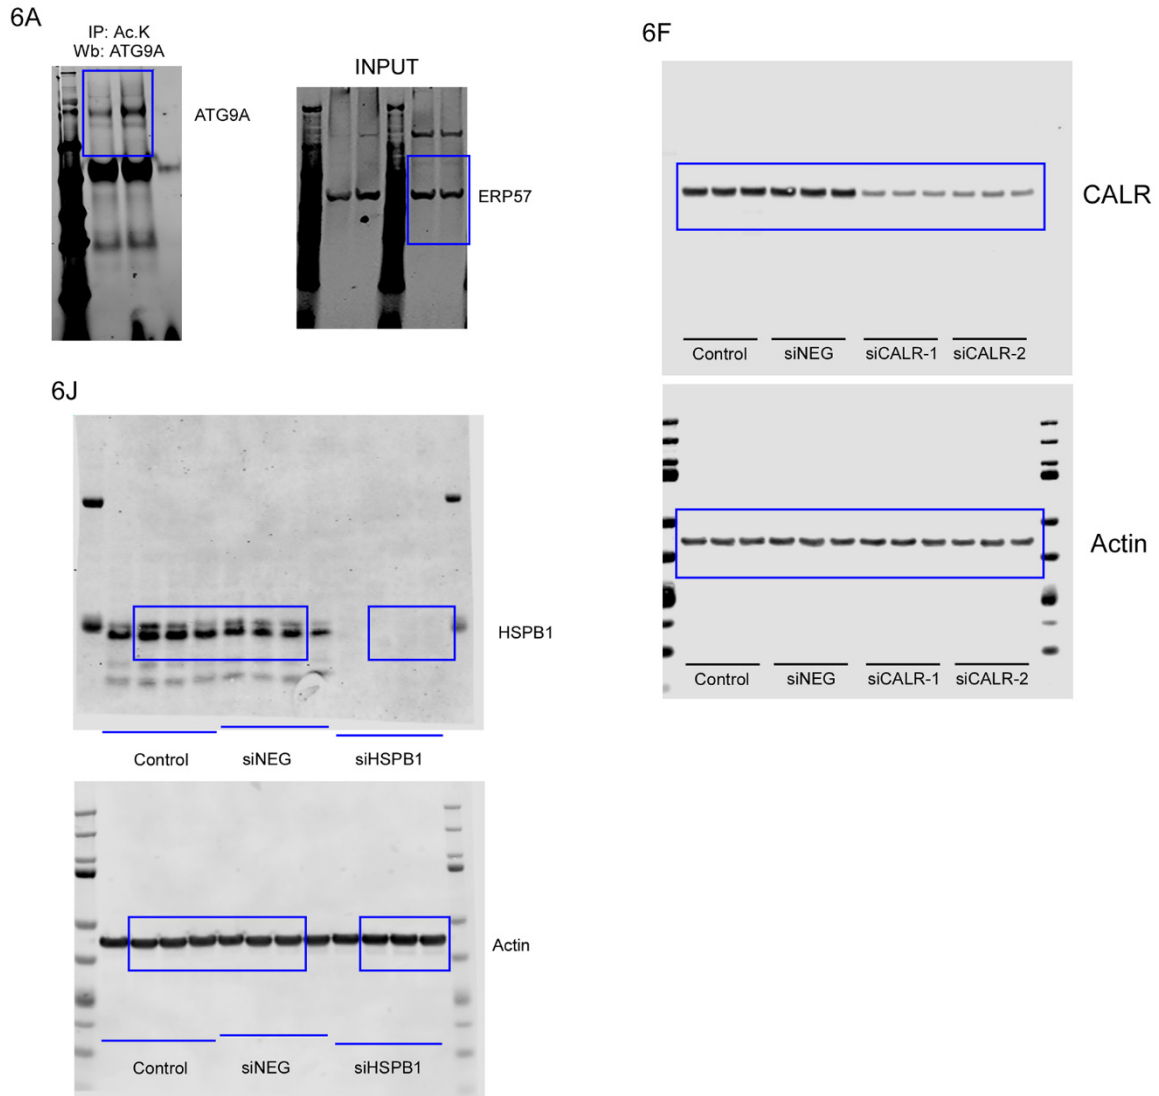 6A
IP: Ac.K
Wb: ATG9A
ATG9A
INPUT
ERP57
6F
CALR
Control siNEG siCALR-1 siCALR-2
Actin
Control siNEG siCALR-1 siCALR-2
6J
HSPB1
Control siNEG siHSPB1
Actin
Control siNEG siHSPB1